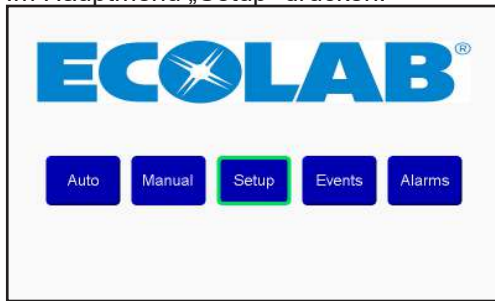 Im Hauptmenü „Setup“ drücken.
ECOLAB®
Auto Manual Setup Events Alarms